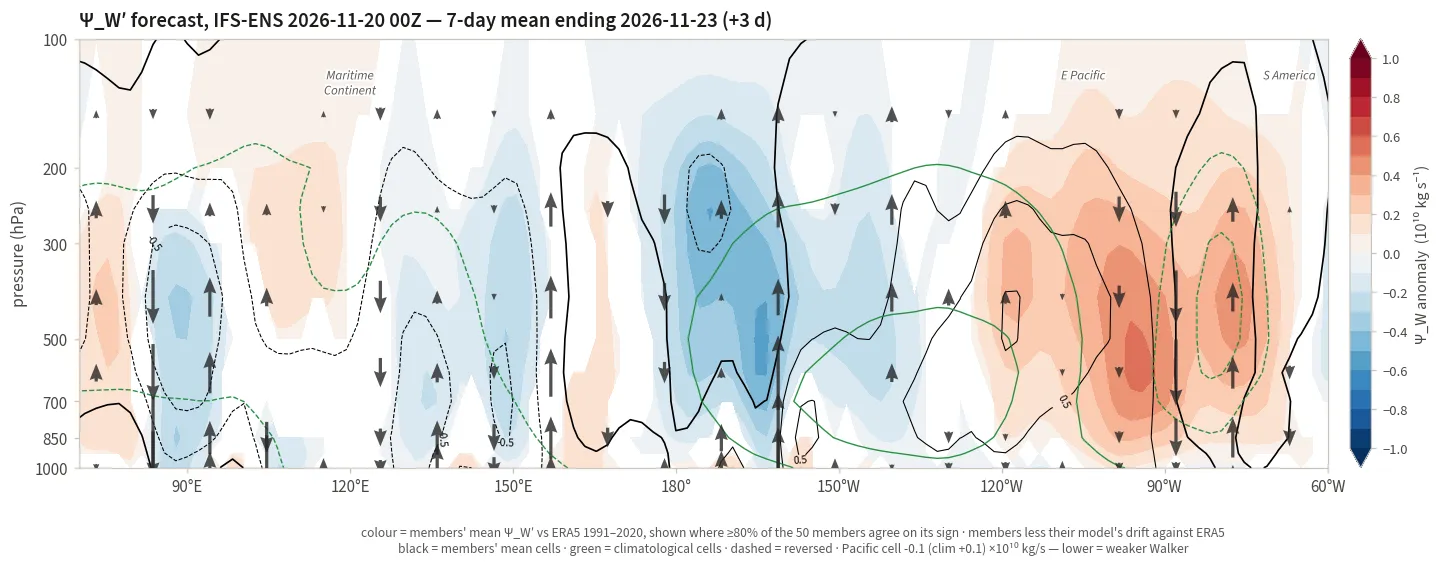 Ψ_W′ forecast, IFS-ENS 2026-11-20 00Z — 7-day mean ending 2026-11-23 (+3 d)
100
200
300
400
500
700
850
1000
pressure (hPa)
Maritime
Continent
E Pacific
S America
0.5
0.5
-0.5
0.5
0.5
90°E
120°E
150°E
180°
150°W
120°W
90°W
60°W
1.0
0.8
0.6
0.4
0.2
0.0
−0.2
−0.4
−0.6
−0.8
−1.0
Ψ_W anomaly (10¹⁰ kg s⁻¹)
colour = members' mean Ψ_W′ vs ERA5 1991–2020, shown where ≥80% of the 50 members agree on its sign · members less their model's drift against ERA5
black = members' mean cells · green = climatological cells · dashed = reversed · Pacific cell -0.1 (clim +0.1) ×10¹⁰ kg/s — lower = weaker Walker